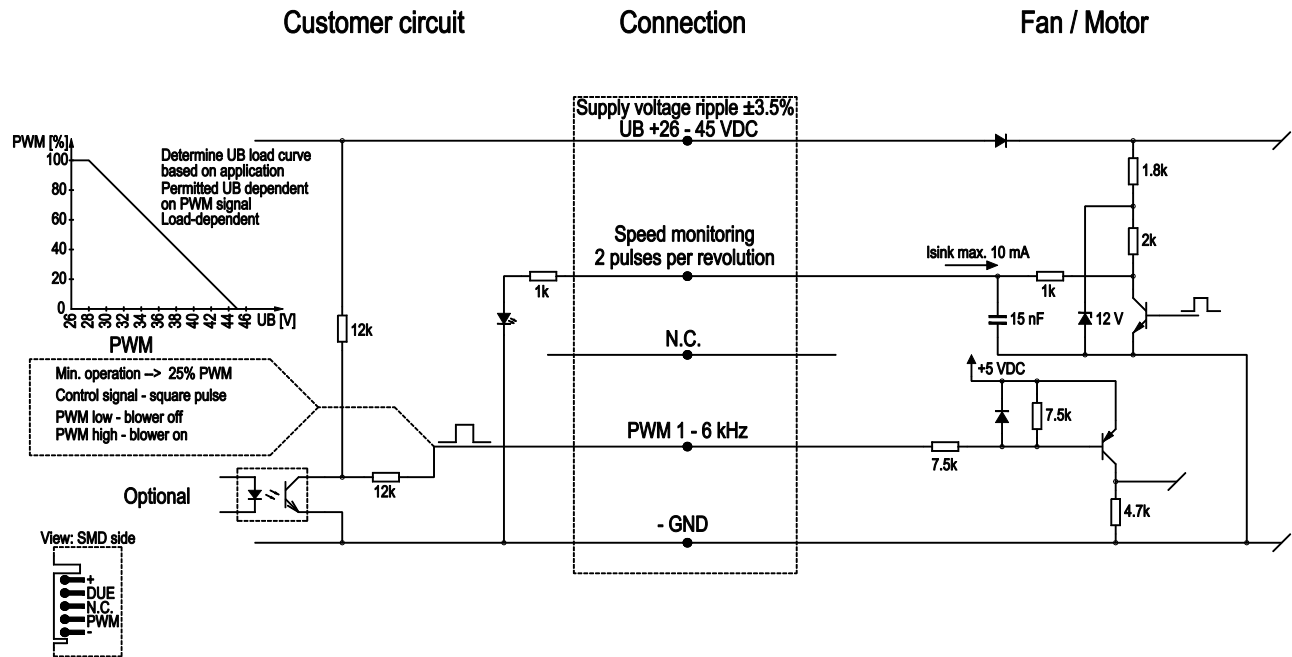 Customer circuit
Connection
Fan / Motor
Supply voltage ripple ±3.5%
UB +26 - 45 VDC
PWM [%]
100
80
60
40
20
0
26
28
30
32
34
36
38
40
42
44
46
UB [V]
Determine UB load curve
based on application
Permitted UB dependent
on PWM signal
Load-dependent
1.8k
2k
Speed monitoring
2 pulses per revolution
Isink max. 10 mA
1k
1k
12k
15 nF
12 V
N.C.
PWM
Min. operation --> 25% PWM
Control signal - square pulse
PWM low - blower off
PWM high - blower on
+5 VDC
7.5k
PWM 1 - 6 kHz
7.5k
12k
Optional
4.7k
- GND
View: SMD side
+
DUE
N.C.
PWM
-